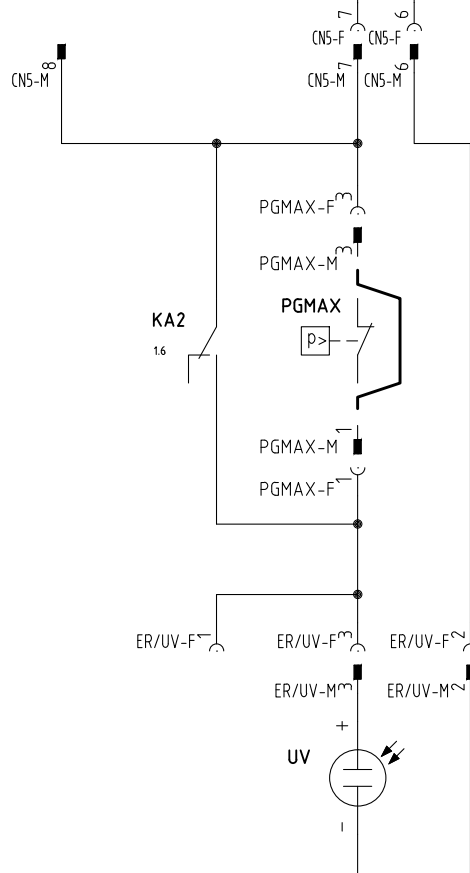 7 6
CN5-F CN5-F
8 7 6
CN5-M CN5-M CN5-M
3
PGMAX-F
3
PGMAX-M
PGMAX
KA2
p>
1.6
1
PGMAX-M
1
PGMAX-F
ER/UV-F 1 ER/UV-F 3 ER/UV-F 2
ER/UV-M 3 ER/UV-M 2
+
UV
-